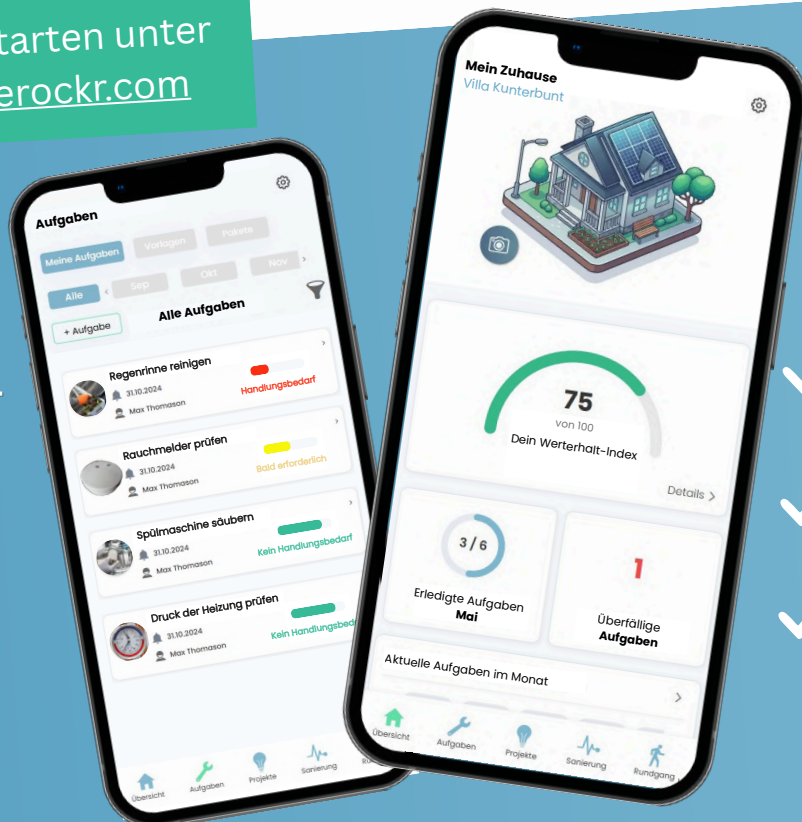 tarten unter
erockr.com
Aufgaben
Meine Aufgaben
Vorlagen
Pakete
Alle
Sep
Okt
Nov
+ Aufgabe
Alle Aufgaben
Regenrinne reinigen
31.10.2024
Max Thomason
Handlungsbedarf
Rauchmelder prüfen
31.10.2024
Max Thomason
Bald erforderlich
Spülmaschine säubern
31.10.2024
Max Thomason
Kein Handlungsbedarf
Druck der Heizung prüfen
31.10.2024
Max Thomason
Kein Handlungsbeda
Übersicht
Aufgaben
Projekte
Sanierung
Mein Zuhause
Villa Kunterbunt
75
von 100
Dein Werterhalt-Index
Details >
3 / 6
Erledigte Aufgaben
Mai
1
Überfällige
Aufgaben
Aktuelle Aufgaben im Monat
Übersicht
Aufgaben
Projekte
Sanierung
Rundgang